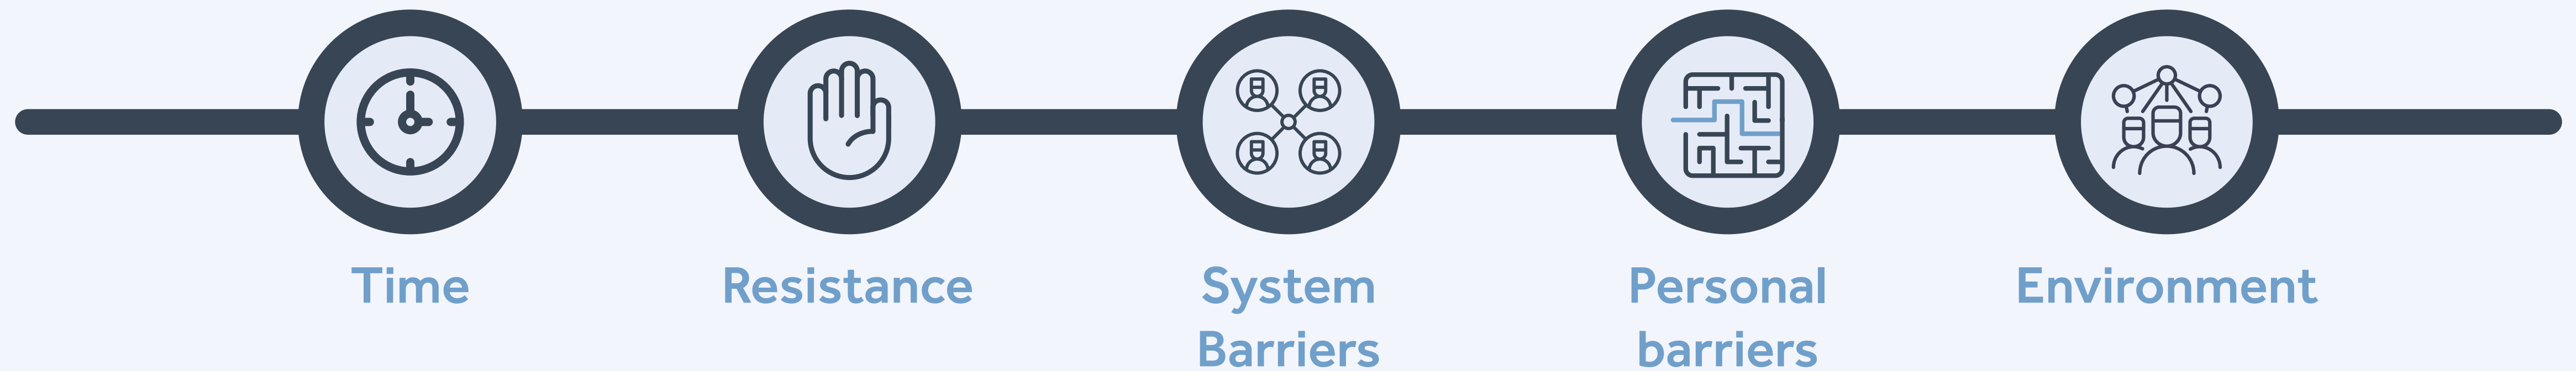 Time
Resistance
System
Barriers
Personal
barriers
Environment